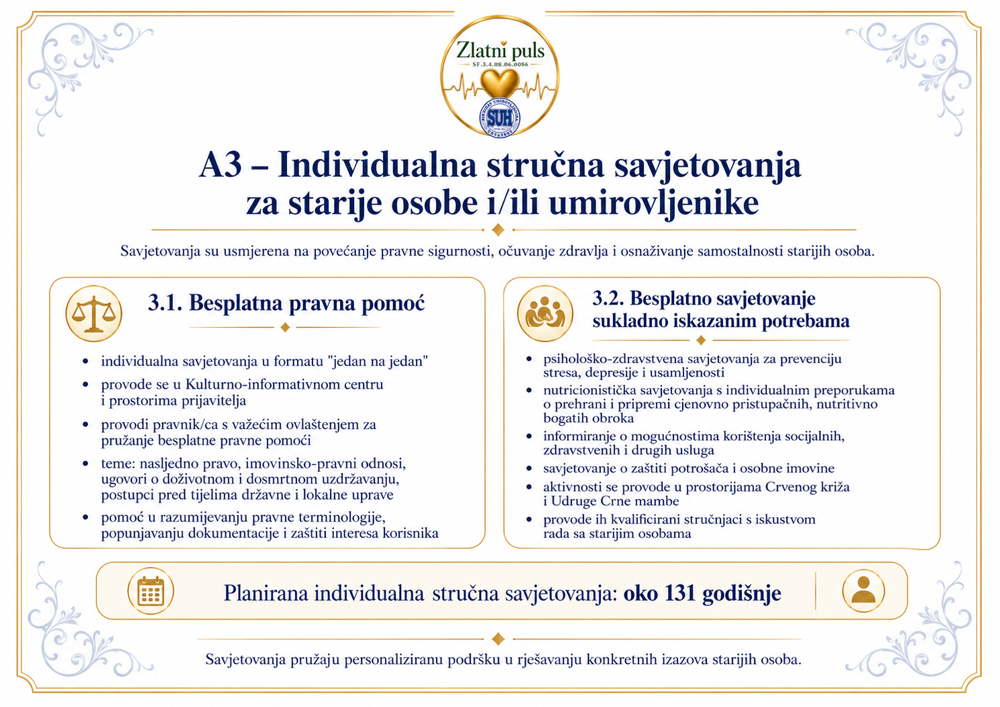 Zlatni puls
SF.3.4.08.06.0086
SUH
A3 – Individualna stručna savjetovanja
za starije osobe i/ili umirovljenike
Savjetovanja su usmjerena na povećanje pravne sigurnosti, očuvanje zdravlja i osnaživanje samostalnosti starijih osoba.
3.1. Besplatna pravna pomoć
• individualna savjetovanja u formatu "jedan na jedan"
• provode se u Kulturno-informativnom centru
i prostorima prijavitelja
• provodi pravnik/ca s važećim ovlaštenjem za
pružanje besplatne pravne pomoći
• teme: nasljedno pravo, imovinsko-pravni odnosi,
ugovori o doživotnom i dosmrtnom uzdržavanju,
postupci pred tijelima državne i lokalne uprave
• pomoć u razumijevanju pravne terminologije,
popunjavanju dokumentacije i zaštiti interesa korisnika
3.2. Besplatno savjetovanje
sukladno iskazanim potrebama
• psihološko-zdravstvena savjetovanja za prevenciju
stresa, depresije i usamljenosti
• nutricionistička savjetovanja s individualnim preporukama
o prehrani i pripremi cjenovno pristupačnih, nutritivno
bogatih obroka
• informiranje o mogućnostima korištenja socijalnih,
zdravstvenih i drugih usluga
• savjetovanje o zaštiti potrošača i osobne imovine
• aktivnosti se provode u prostorijama Crvenog križa
i Udruge Crne mambe
• provode ih kvalificirani stručnjaci s iskustvom
rada sa starijim osobama
Planirana individualna stručna savjetovanja: oko 131 godišnje
Savjetovanja pružaju personaliziranu podršku u rješavanju konkretnih izazova starijih osoba.